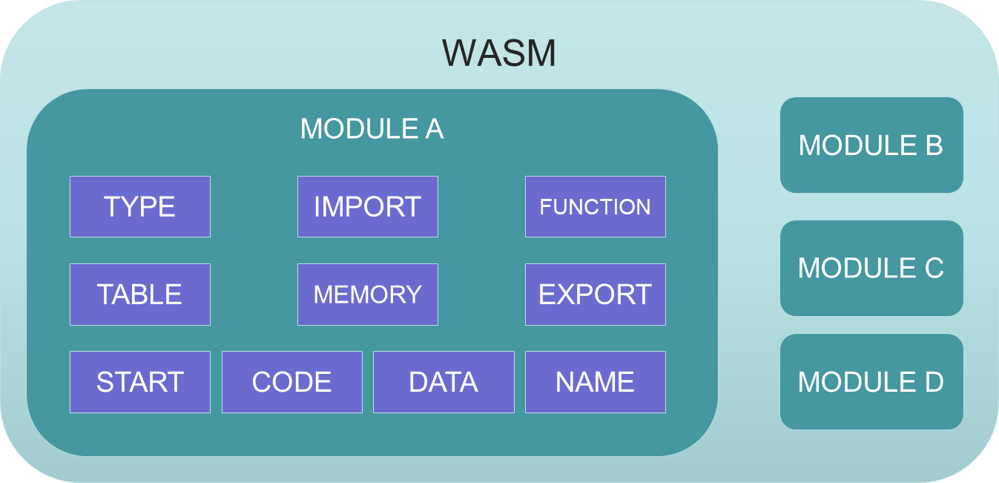 WASM
MODULE A
TYPE
IMPORT
FUNCTION
TABLE
MEMORY
EXPORT
START
CODE
DATA
NAME
MODULE B
MODULE C
MODULE D